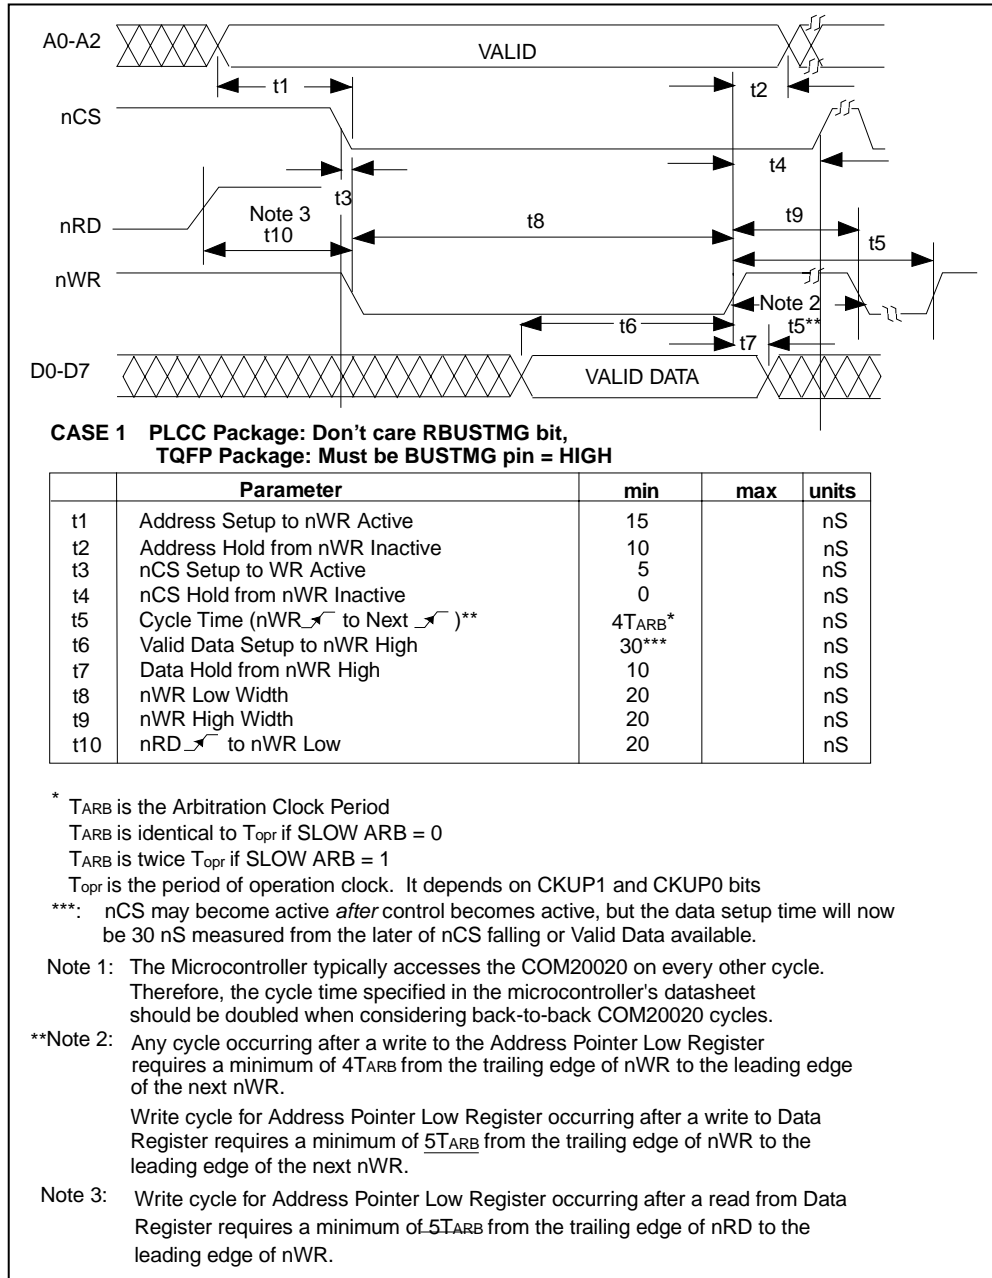 A0-A2
VALID
t1
t2
nCS
t4
t3
nRD
Note 3
t10
t8
t9
t5
nWR
Note 2
t5**
t6
t7
D0-D7
VALID DATA
CASE 1 PLCC Package: Don't care RBUSTMG bit,
TQFP Package: Must be BUSTMG pin = HIGH
Parameter min max units
t1 Address Setup to nWR Active 15 nS
t2 Address Hold from nWR Inactive 10 nS
t3 nCS Setup to WR Active 5 nS
t4 nCS Hold from nWR Inactive 0 nS
t5 Cycle Time (nWR to Next )** 4TARB* nS
t6 Valid Data Setup to nWR High 30*** nS
t7 Data Hold from nWR High 10 nS
t8 nWR Low Width 20 nS
t9 nWR High Width 20 nS
t10 nRD to nWR Low 20 nS
* TARB is the Arbitration Clock Period
TARB is identical to Topr if SLOW ARB = 0
TARB is twice Topr if SLOW ARB = 1
Topr is the period of operation clock. It depends on CKUP1 and CKUP0 bits
***: nCS may become active after control becomes active, but the data setup time will now
be 30 nS measured from the later of nCS falling or Valid Data available.
Note 1: The Microcontroller typically accesses the COM20020 on every other cycle.
Therefore, the cycle time specified in the microcontroller's datasheet
should be doubled when considering back-to-back COM20020 cycles.
**Note 2: Any cycle occurring after a write to the Address Pointer Low Register
requires a minimum of 4TARB from the trailing edge of nWR to the leading edge
of the next nWR.
Write cycle for Address Pointer Low Register occurring after a write to Data
Register requires a minimum of 5TARB from the trailing edge of nWR to the
leading edge of the next nWR.
Note 3: Write cycle for Address Pointer Low Register occurring after a read from Data
Register requires a minimum of 5TARB from the trailing edge of nRD to the
leading edge of nWR.